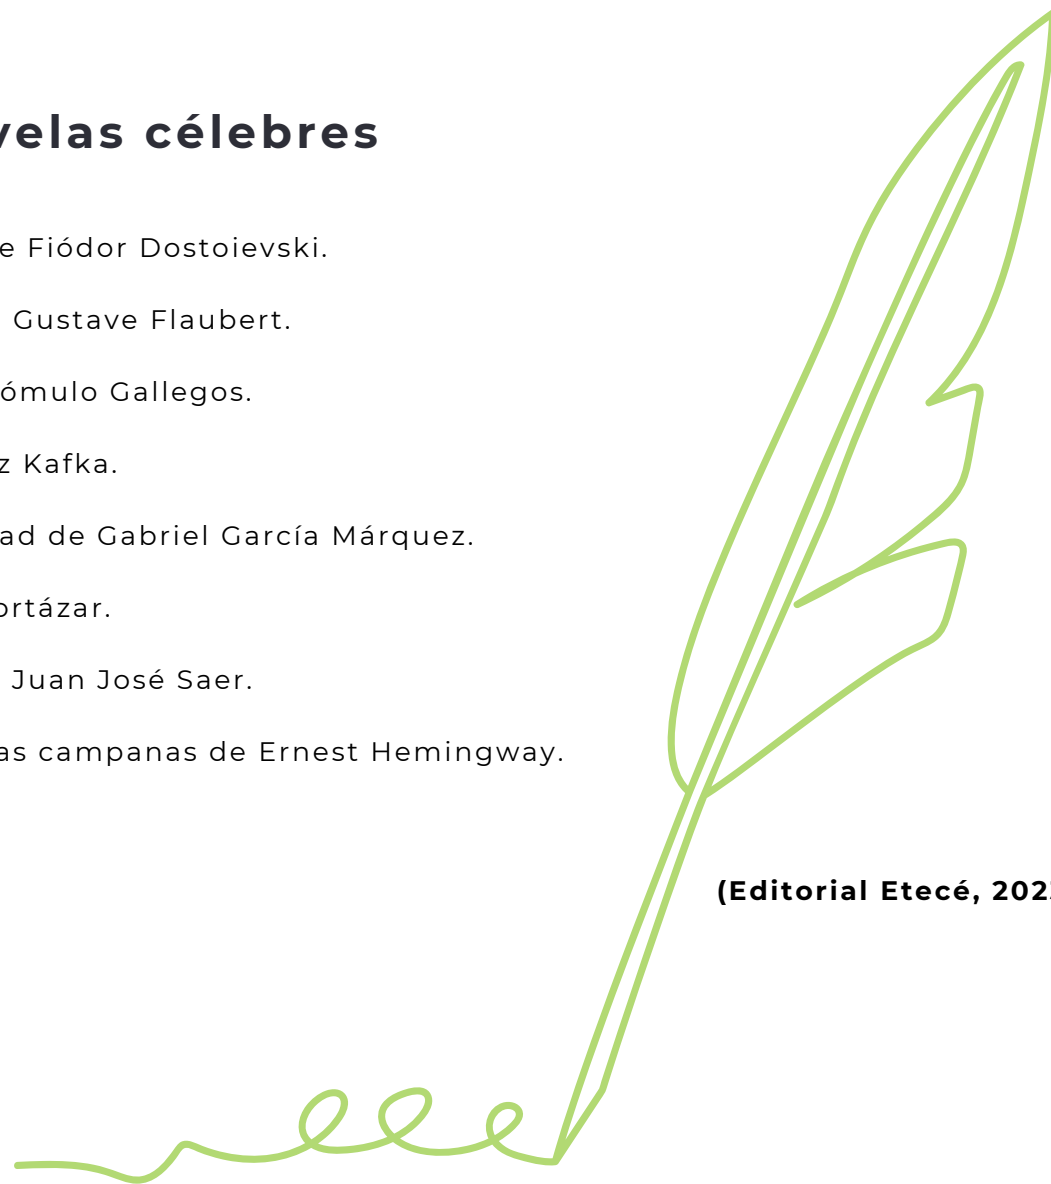 velas célebres
e Fiódor Dostoievski.
Gustave Flaubert.
ómulo Gallegos.
z Kafka.
ad de Gabriel García Márquez.
ortázar.
Juan José Saer.
as campanas de Ernest Hemingway.
(Editorial Etecé, 202